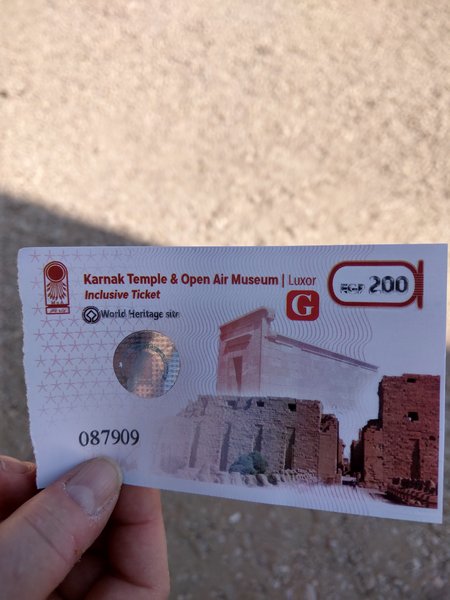 Karnak Temple & Open Air Museum | Luxor
Inclusive Ticket
World Heritage site
G
EGP 200
087909